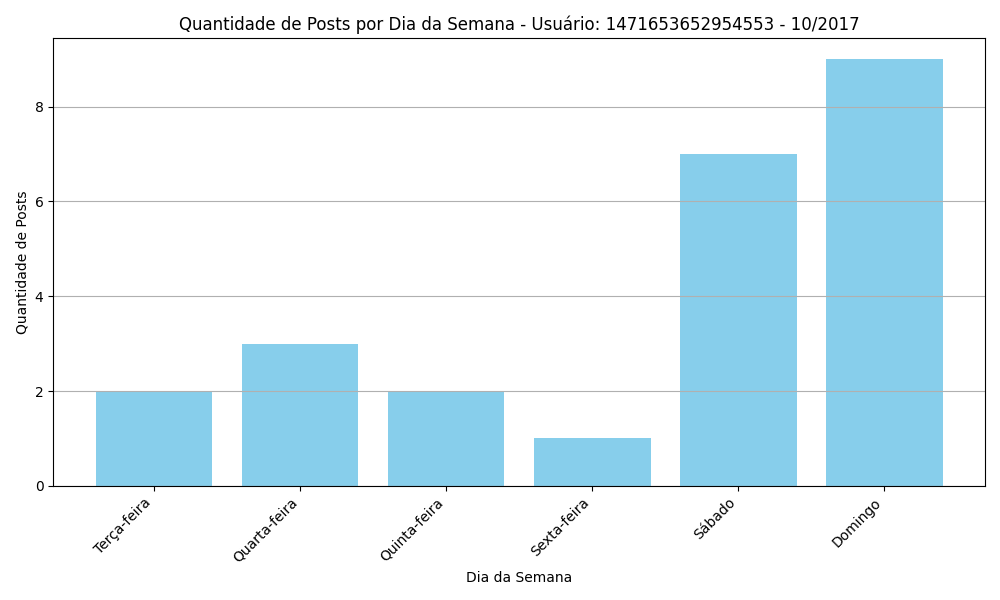 Quantidade de Posts por Dia da Semana - Usuário: 1471653652954553 - 10/2017
Quantidade de Posts
8
6
4
2
0
Terça-feira
Quarta-feira
Quinta-feira
Sexta-feira
Sábado
Domingo
Dia da Semana